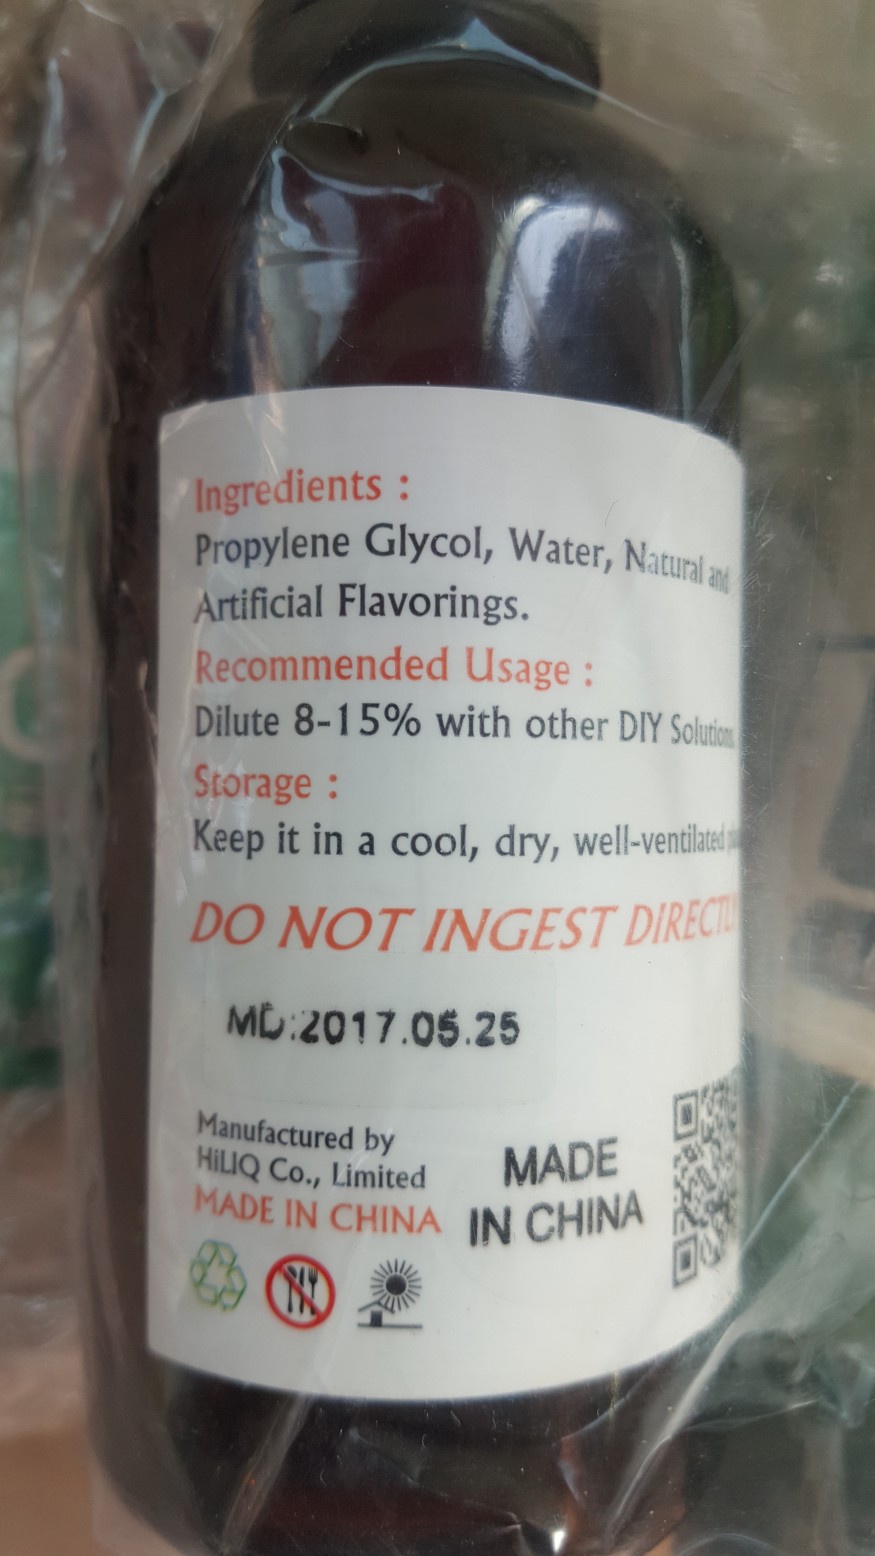 Ingredients :
Propylene Glycol, Water, Natural and
Artificial Flavorings.
Recommended Usage :
Dilute 8-15% with other DIY Solutions.
Storage :
Keep it in a cool, dry, well-ventilated
DO NOT INGEST DIRECTLY
MD:2017.05.25
Manufactured by
HiLIQ Co., Limited
MADE IN CHINA
MADE
IN CHINA